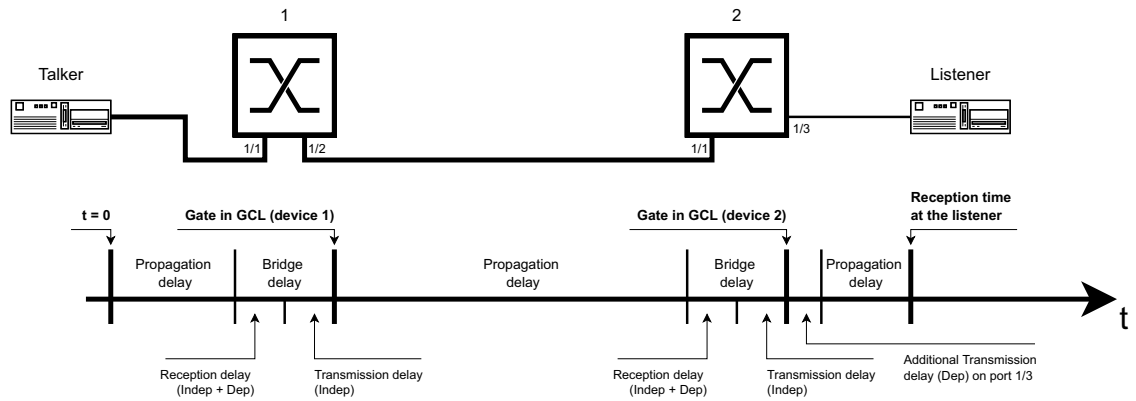 1
2
Talker
Listener
1/1
1/2
1/1
1/3
t = 0
Gate in GCL (device 1)
Gate in GCL (device 2)
Reception time
at the listener
Propagation
delay
Bridge
delay
Propagation
delay
Bridge
delay
Propagation
delay
t
Reception delay
(Indep + Dep)
Transmission delay
(Indep)
Reception delay
(Indep + Dep)
Transmission delay
(Indep)
Additional Transmission
delay (Dep) on port 1/3